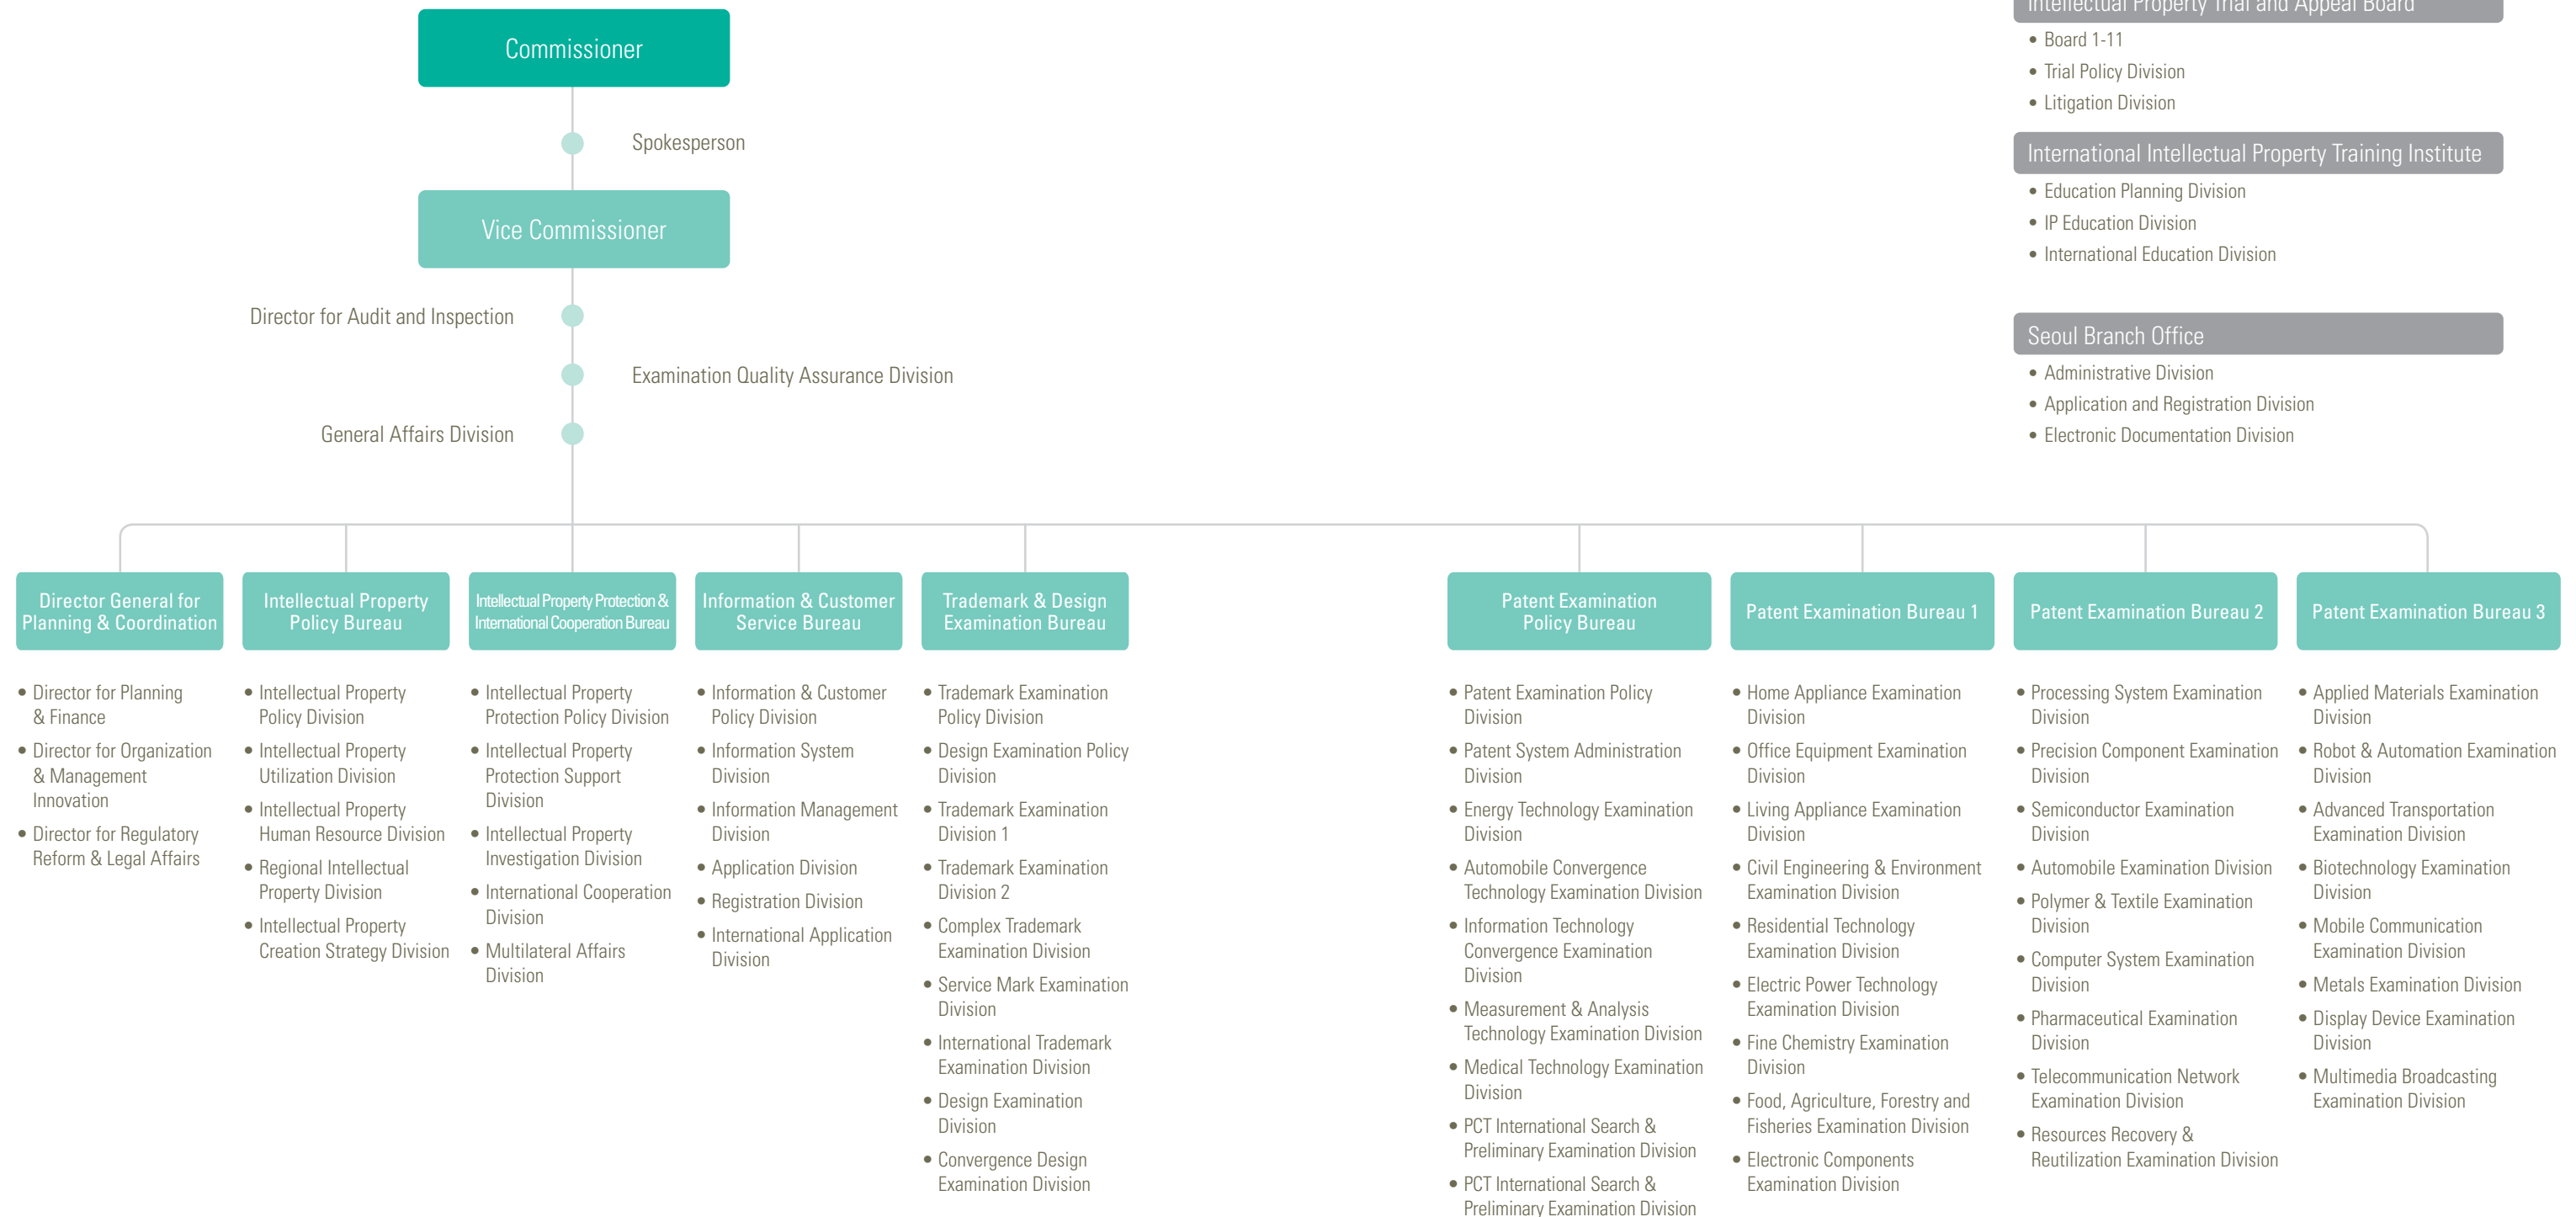 Commissioner
Spokesperson
Vice Commissioner
Director for Audit and Inspection
Examination Quality Assurance Division
General Affairs Division
Intellectual Property Trial and Appeal Board
• Board 1-11
• Trial Policy Division
• Litigation Division
International Intellectual Property Training Institute
• Education Planning Division
• IP Education Division
• International Education Division
Seoul Branch Office
• Administrative Division
• Application and Registration Division
• Electronic Documentation Division
Director General for
Planning & Coordination
• Director for Planning
& Finance
• Director for Organization
& Management
Innovation
• Director for Regulatory
Reform & Legal Affairs
Intellectual Property
Policy Bureau
• Intellectual Property
Policy Division
• Intellectual Property
Utilization Division
• Intellectual Property
Human Resource Division
• Regional Intellectual
Property Division
• Intellectual Property
Creation Strategy Division
Intellectual Property Protection &
International Cooperation Bureau
• Intellectual Property
Protection Policy Division
• Intellectual Property
Protection Support
Division
• Intellectual Property
Investigation Division
• International Cooperation
Division
• Multilateral Affairs
Division
Information & Customer
Service Bureau
• Information & Customer
Policy Division
• Information System
Division
• Information Management
Division
• Application Division
• Registration Division
• International Application
Division
Trademark & Design
Examination Bureau
• Trademark Examination
Policy Division
• Design Examination Policy
Division
• Trademark Examination
Division 1
• Trademark Examination
Division 2
• Complex Trademark
Examination Division
• Service Mark Examination
Division
• International Trademark
Examination Division
• Design Examination
Division
• Convergence Design
Examination Division
Patent Examination
Policy Bureau
• Patent Examination Policy
Division
• Patent System Administration
Division
• Energy Technology Examination
Division
• Automobile Convergence
Technology Examination Division
• Information Technology
Convergence Examination
Division
• Measurement & Analysis
Technology Examination Division
• Medical Technology Examination
Division
• PCT International Search &
Preliminary Examination Division
• PCT International Search &
Preliminary Examination Division
Patent Examination Bureau 1
• Home Appliance Examination
Division
• Office Equipment Examination
Division
• Living Appliance Examination
Division
• Civil Engineering & Environment
Examination Division
• Residential Technology
Examination Division
• Electric Power Technology
Examination Division
• Fine Chemistry Examination
Division
• Food, Agriculture, Forestry and
Fisheries Examination Division
• Electronic Components
Examination Division
Patent Examination Bureau 2
• Processing System Examination
Division
• Precision Component Examination
Division
• Semiconductor Examination
Division
• Automobile Examination Division
• Polymer & Textile Examination
Division
• Computer System Examination
Division
• Pharmaceutical Examination
Division
• Telecommunication Network
Examination Division
• Resources Recovery &
Reutilization Examination Division
Patent Examination Bureau 3
• Applied Materials Examination
Division
• Robot & Automation Examination
Division
• Advanced Transportation
Examination Division
• Biotechnology Examination
Division
• Mobile Communication
Examination Division
• Metals Examination Division
• Display Device Examination
Division
• Multimedia Broadcasting
Examination Division